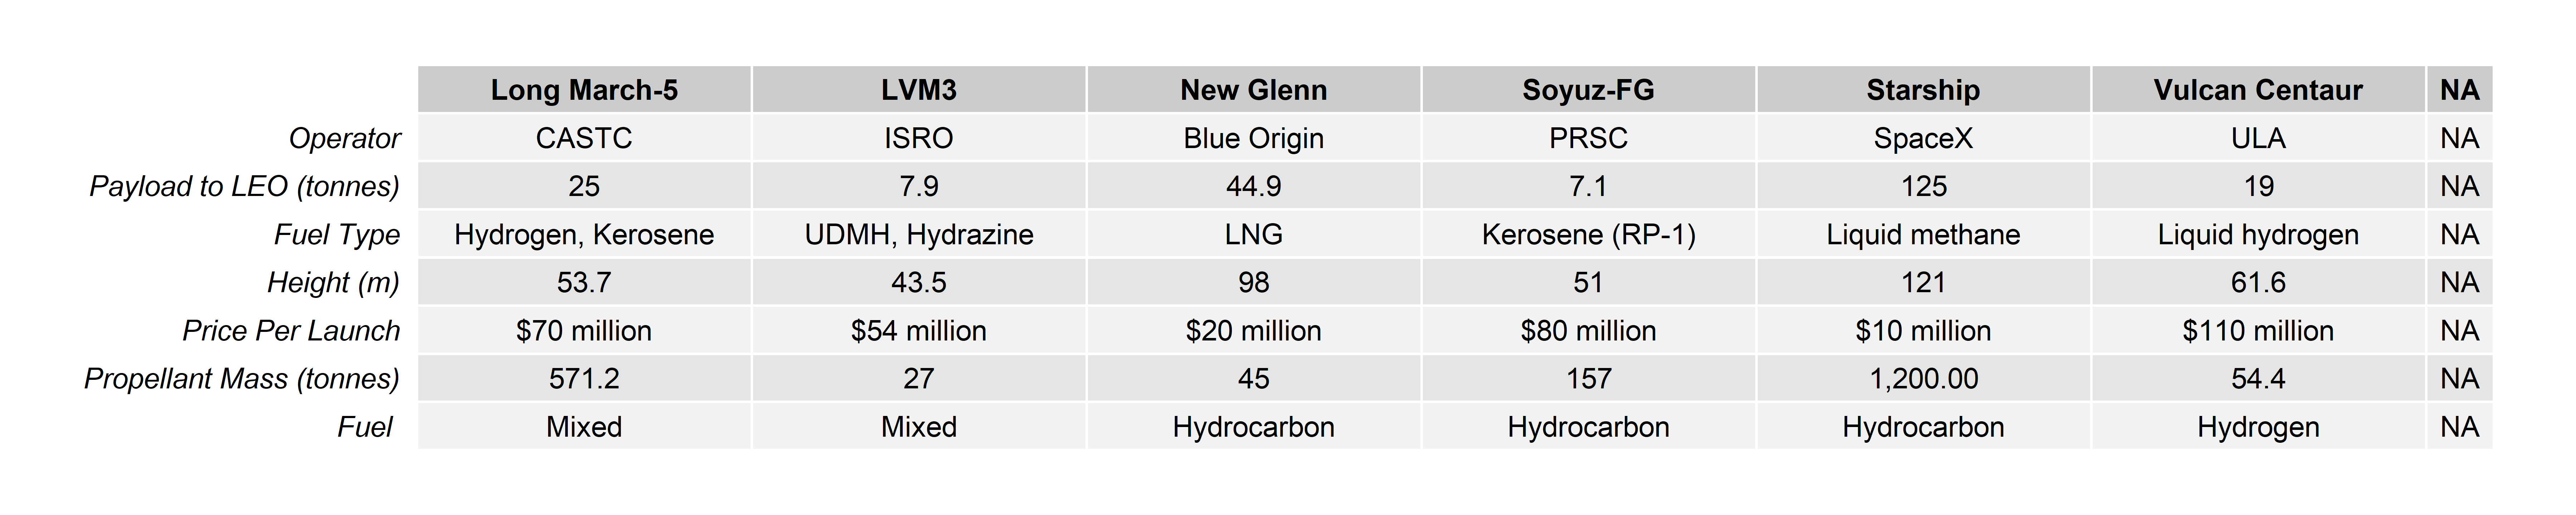 Long March-5 LVM3 New Glenn Soyuz-FG Starship Vulcan Centaur NA
Operator CASTC ISRO Blue Origin PRSC SpaceX ULA NA
Payload to LEO (tonnes) 25 7.9 44.9 7.1 125 19 NA
Fuel Type Hydrogen, Kerosene UDMH, Hydrazine LNG Kerosene (RP-1) Liquid methane Liquid hydrogen NA
Height (m) 53.7 43.5 98 51 121 61.6 NA
Price Per Launch $70 million $54 million $20 million $80 million $10 million $110 million NA
Propellant Mass (tonnes) 571.2 27 45 157 1,200.00 54.4 NA
Fuel Mixed Mixed Hydrocarbon Hydrocarbon Hydrocarbon Hydrogen NA